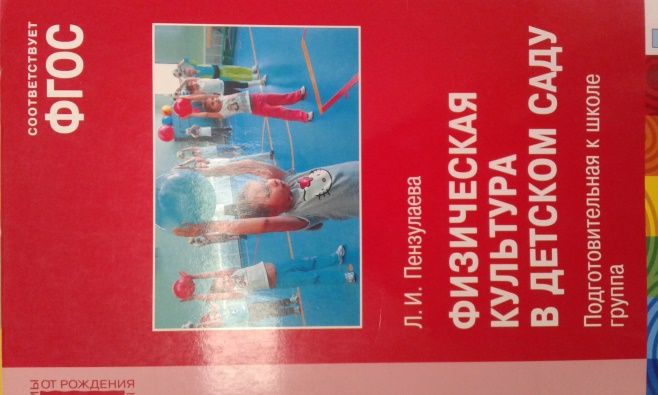 СООТВЕТСТВУЕТ
ФГОС
Л. И. Пензулаева
ФИЗИЧЕСКАЯ
КУЛЬТУРА
В ДЕТСКОМ САДУ
Подготовительная к школе
группа
ОТ РОЖДЕНИЯ